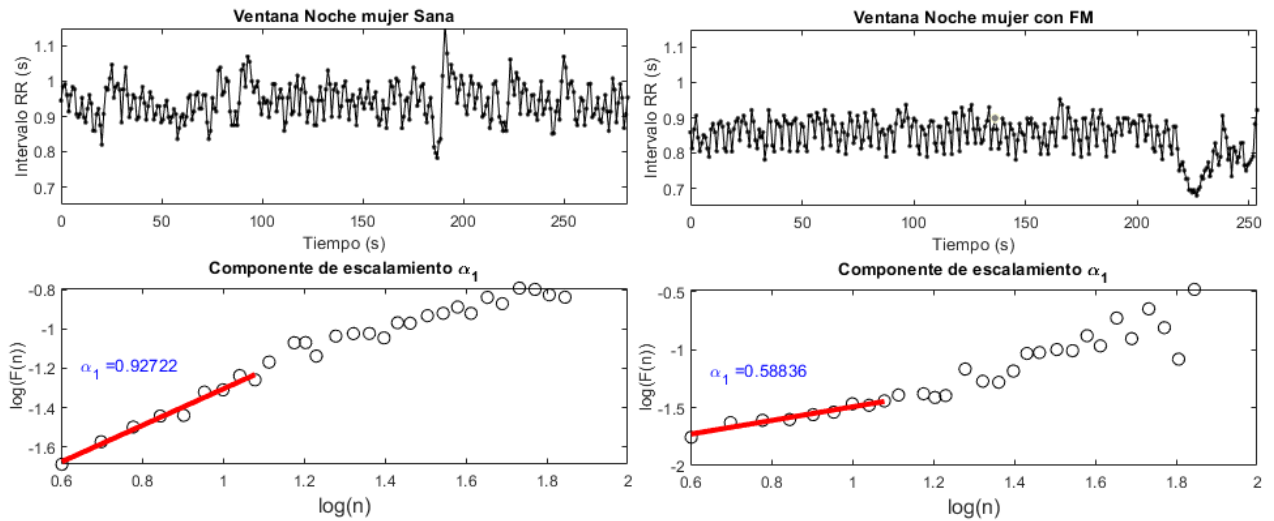 Ventana Noche mujer Sana
1.1
1
0.9
0.8
0.7
Intervalo RR (s)
0 50 100 150 200 250
Tiempo (s)
Ventana Noche mujer con FM
1.1
1
0.9
0.8
0.7
Intervalo RR (s)
0 50 100 150 200 250
Tiempo (s)
Componente de escalamiento α1
-0.8
-1
-1.2
-1.4
-1.6
log(F(n))
α1 =0.92722
0.6 0.8 1 1.2 1.4 1.6 1.8 2
log(n)
Componente de escalamiento α1
-0.5
-1
-1.5
-2
log(F(n))
α1 =0.58836
0.6 0.8 1 1.2 1.4 1.6 1.8 2
log(n)